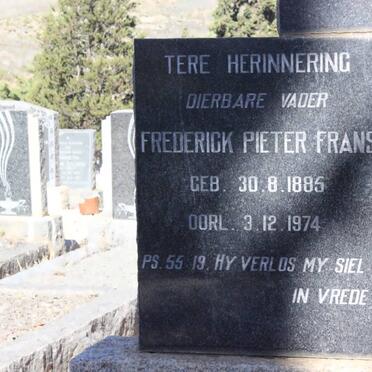 TERE HERINNERING
DIERBARE VADER
FREDERICK PIETER FRANS
GEB. 30.8.1885
OORL. 3.12.1974
PS. 55:19, HY VERLOS MY SIEL
IN VREDE